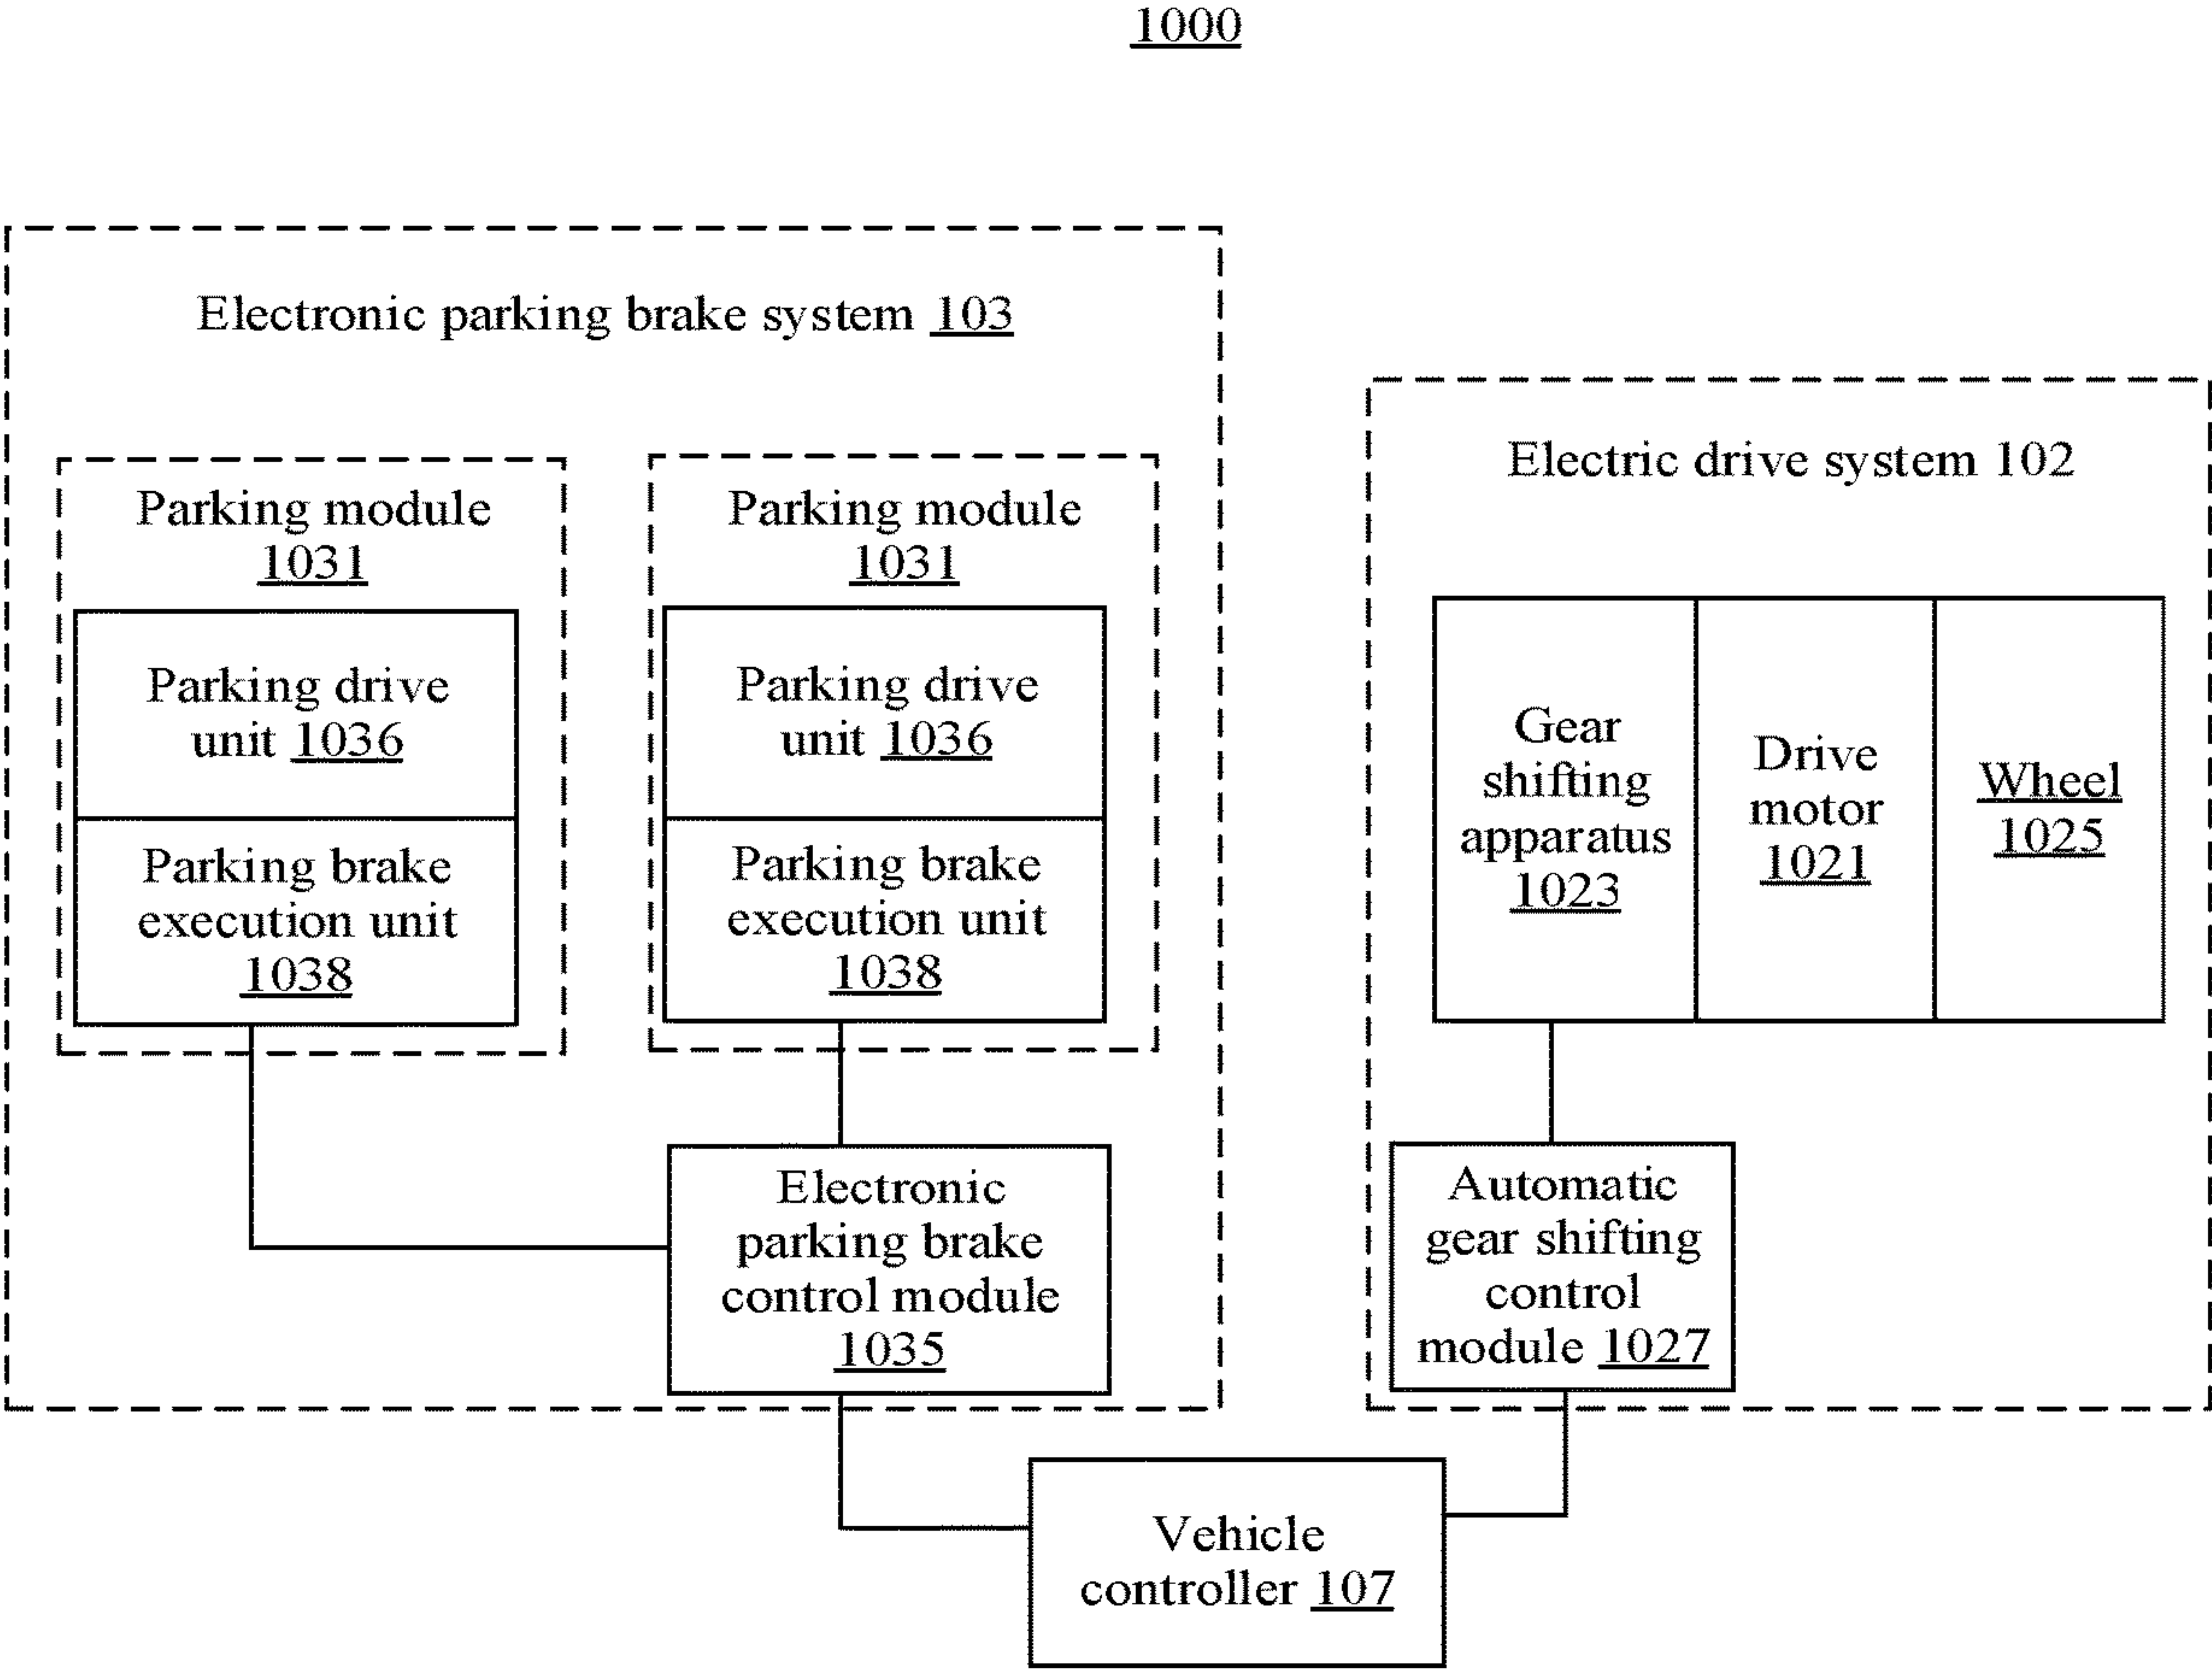 1000
Electronic parking brake system 103
Parking module
1031
Parking drive
unit 1036
Parking brake
execution unit
1038
Parking module
1031
Parking drive
unit 1036
Parking brake
execution unit
1038
Electronic
parking brake
control module
1035
Electric drive system 102
Gear
shifting
apparatus
1023
Drive
motor
1021
Wheel
1025
Automatic
gear shifting
control
module 1027
Vehicle
controller 107